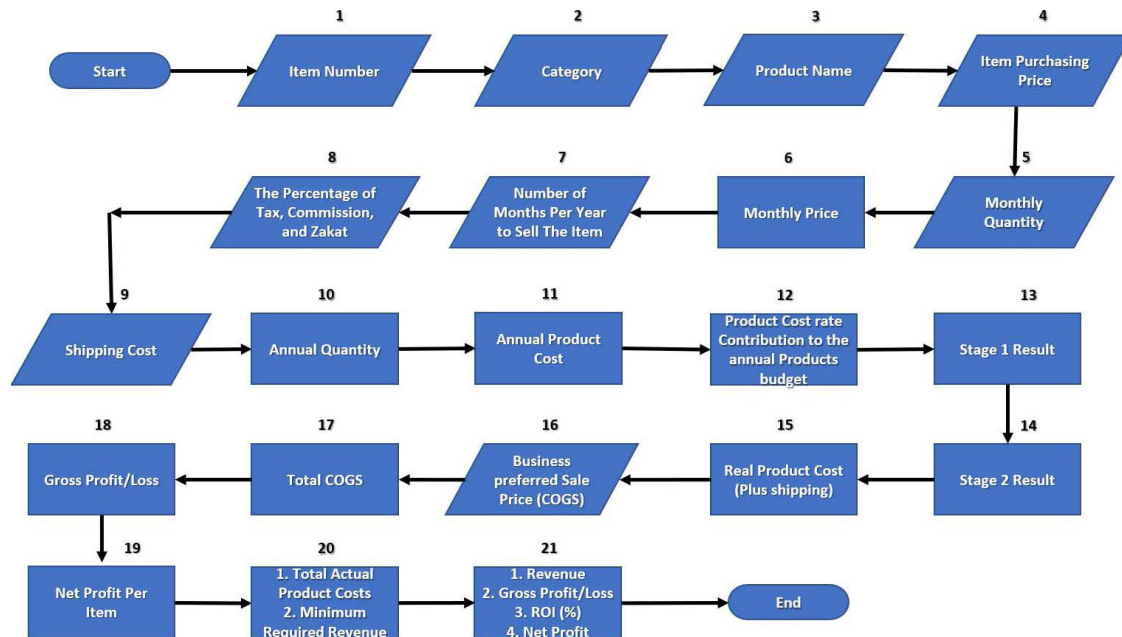 1
2
3
4
Start
Item Number
Category
Product Name
Item Purchasing
Price
8
7
6
5
The Percentage of
Tax, Commission,
and Zakat
Number of
Months Per Year
to Sell The Item
Monthly Price
Monthly
Quantity
9
10
11
12
13
Shipping Cost
Annual Quantity
Annual Product
Cost
Product Cost rate
Contribution to the
annual Products
budget
Stage 1 Result
18
17
16
15
14
Gross Profit/Loss
Total COGS
Business
preferred Sale
Price (COGS)
Real Product Cost
(Plus shipping)
Stage 2 Result
19
20
21
Net Profit Per
Item
1. Total Actual
Product Costs
2. Minimum
Required Revenue
1. Revenue
2. Gross Profit/Loss
3. ROI (%)
4. Net Profit
End